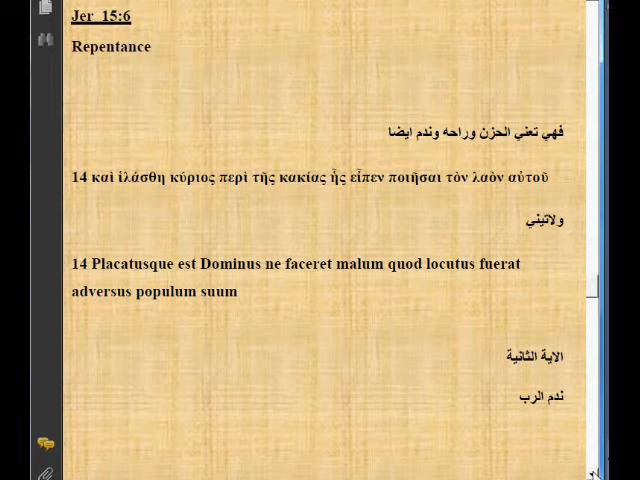 Jer 15:6
Repentance
فهي تعني الحزن وراحه وندم ايضا
14 καὶ ἱλάσθη κύριος περὶ τῆς κακίας ἧς εἶπεν ποιῆσαι τὸν λαὸν αὐτοῦ
ولاتيني
14 Placatusque est Dominus ne faceret malum quod locutus fuerat
adversus populum suum
الاية الثانية
ندم الرب